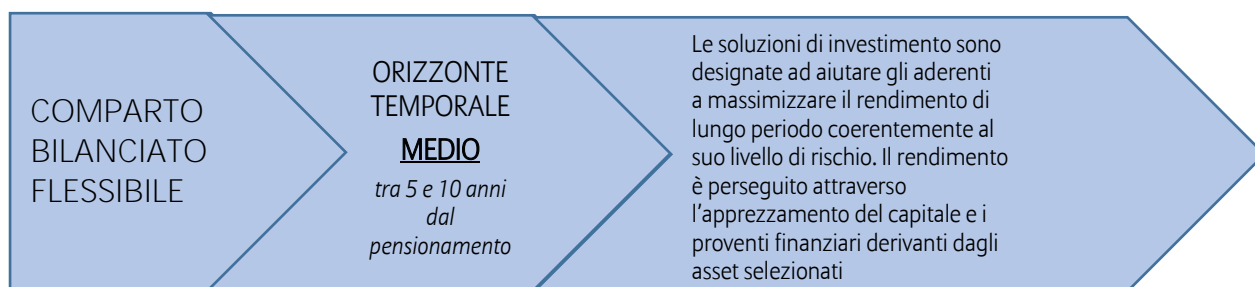 COMPARTO
BILANCIATO
FLESSIBILE
ORIZZONTE
TEMPORALE
MEDIO
tra 5 e 10 anni
dal
pensionamento
Le soluzioni di investimento sono
designate ad aiutare gli aderenti
a massimizzare il rendimento di
lungo periodo coerentemente al
suo livello di rischio. Il rendimento
è perseguito attraverso
l'apprezzamento del capitale e i
proventi finanziari derivanti dagli
asset selezionati